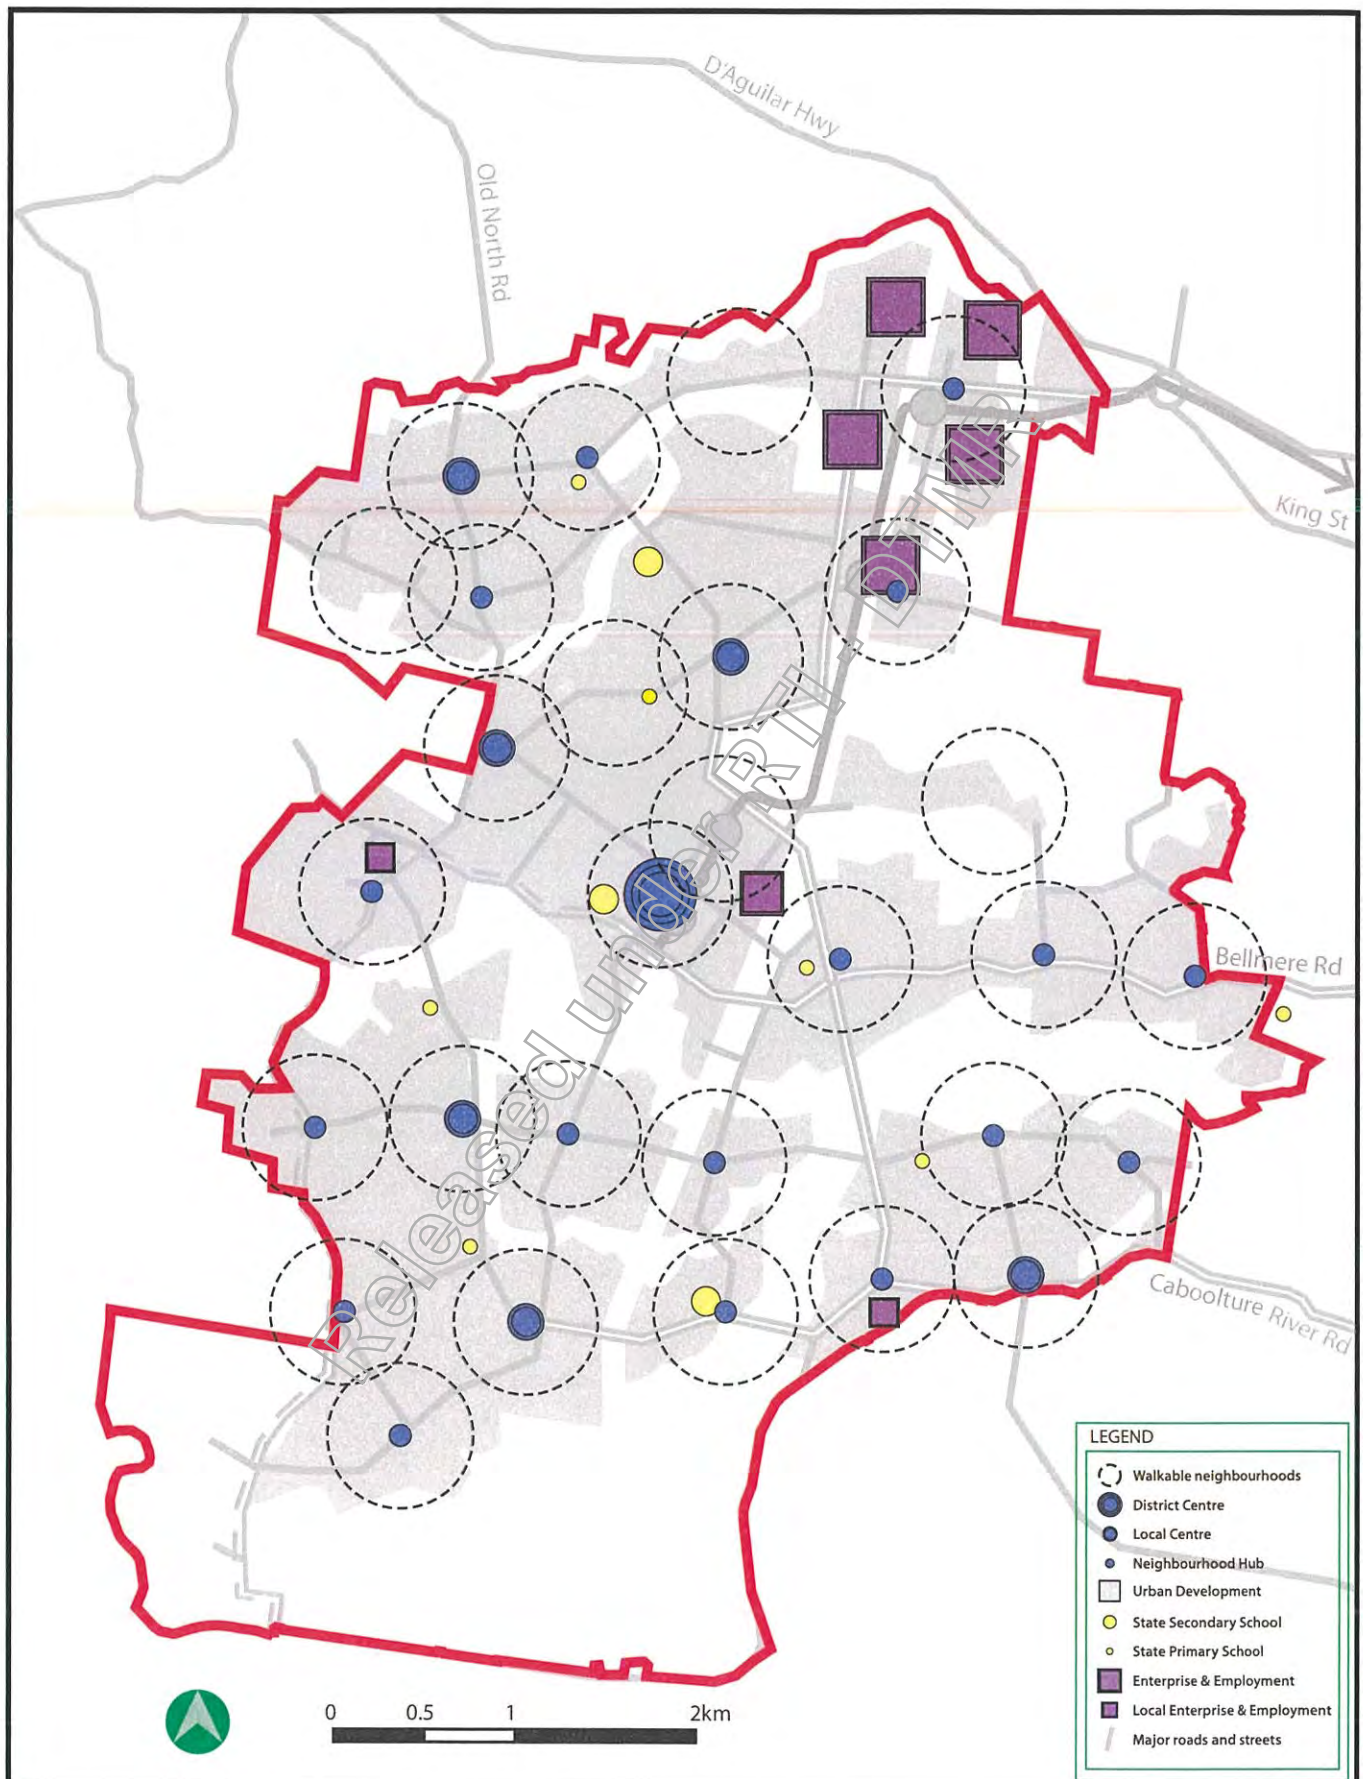 D'Aguilar Hwy
Old North Rd
King St
Bellmere Rd
Caboolture River Rd
Released under RTI - DTMR
LEGEND
Walkable neighbourhoods
District Centre
Local Centre
Neighbourhood Hub
Urban Development
State Secondary School
State Primary School
Enterprise & Employment
Local Enterprise & Employment
Major roads and streets
0 0.5 1 2km